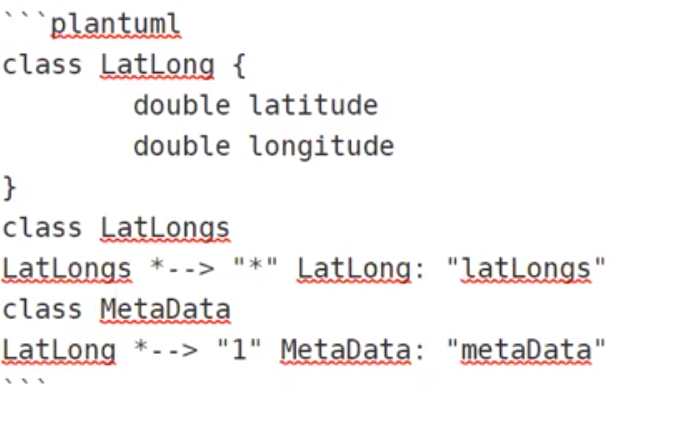 ```plantuml
class LatLong {
        double latitude
        double longitude
}
class LatLongs
LatLongs *--> "*" LatLong: "latLongs"
class MetaData
LatLong *--> "1" MetaData: "metaData"
```